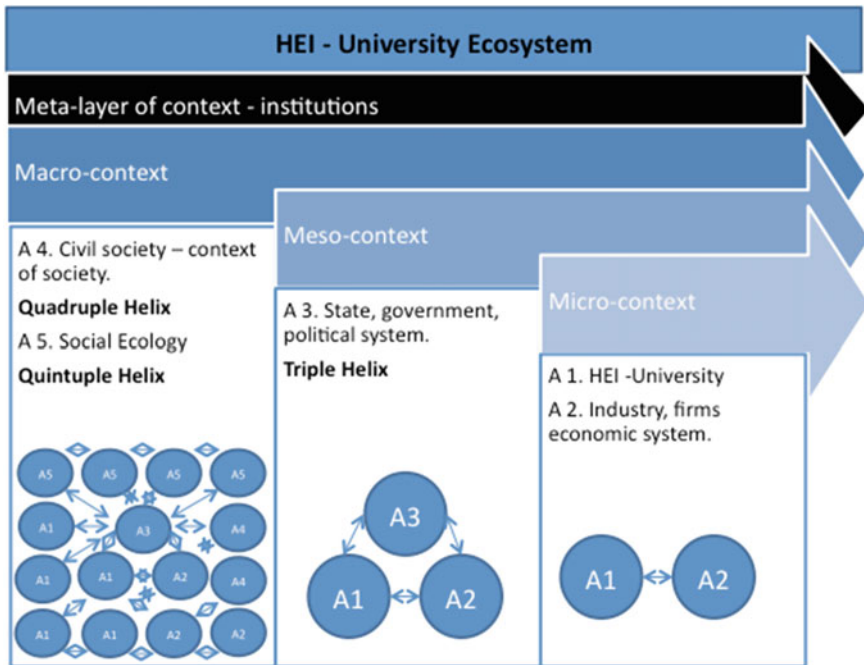 HEI - University Ecosystem
Meta-layer of context - institutions
Macro-context
Meso-context
Micro-context
A 4. Civil society – context
of society.
Quadruple Helix
A 5. Social Ecology
Quintuple Helix
A 3. State, government,
political system.
Triple Helix
A 1. HEI -University
A 2. Industry, firms
economic system.
A5 A5 A5 A5
A1 A3 A4
A1 A1 A2 A4
A1 A1 A2 A2
A3
A1 A2
A1 A2